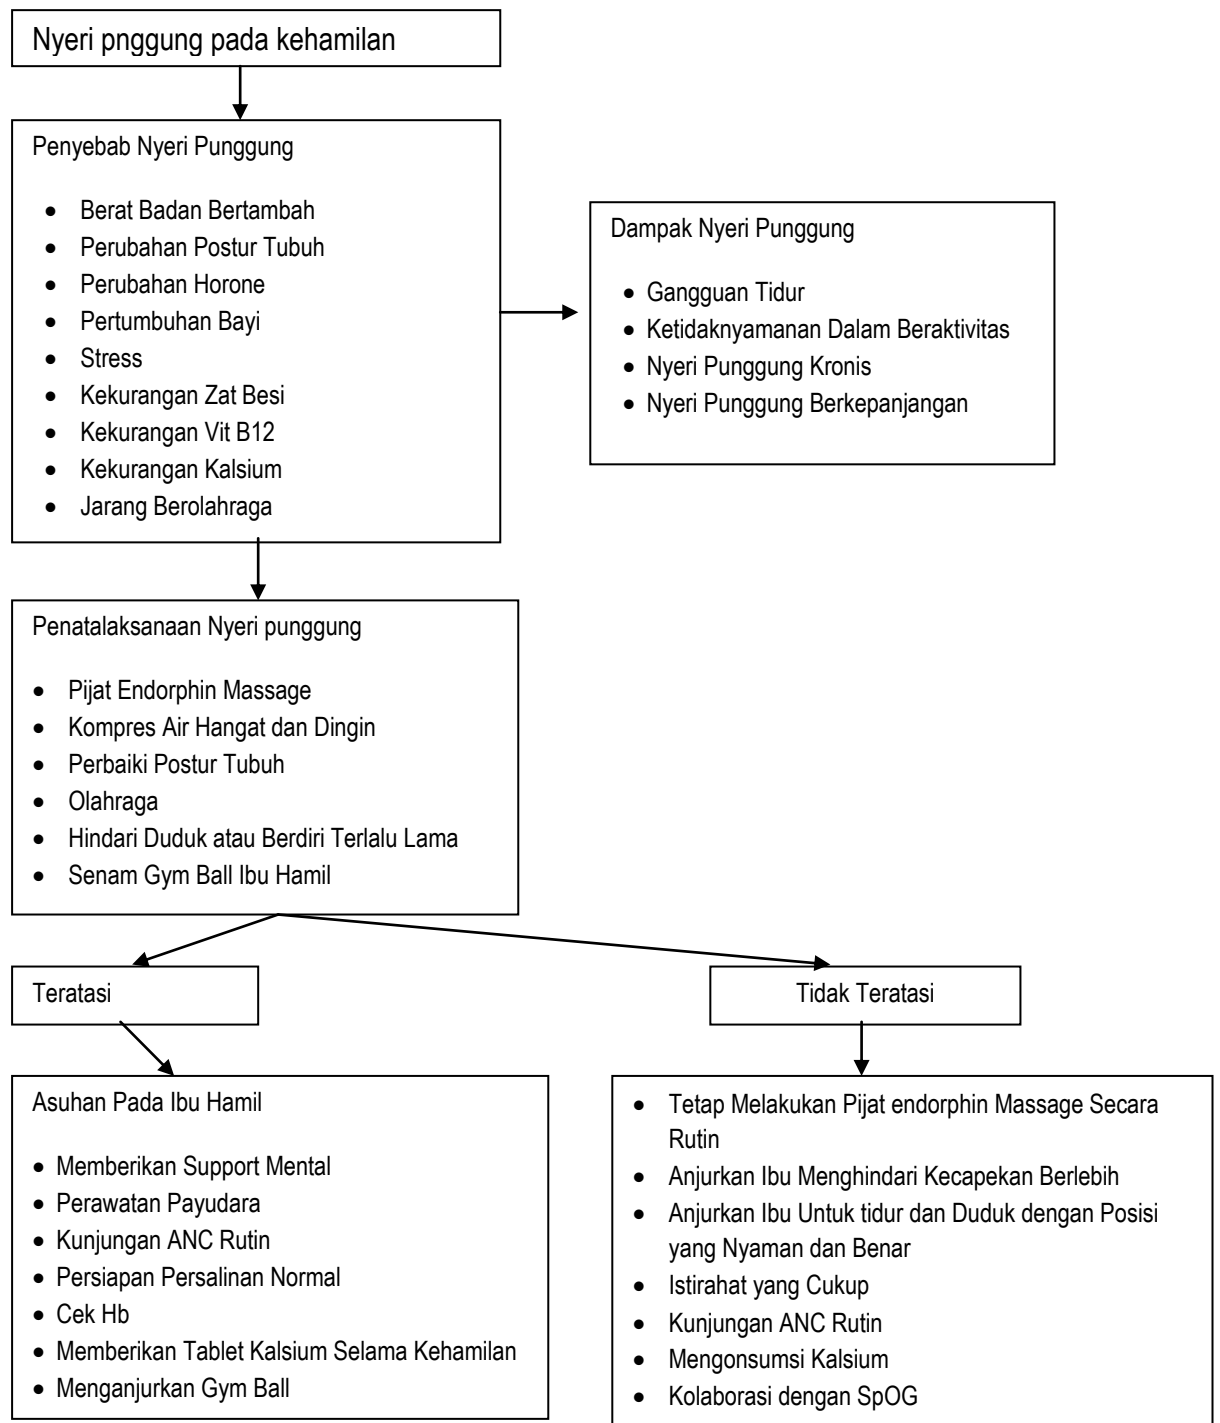 Nyeri pnggung pada kehamilan
Penyebab Nyeri Punggung
• Berat Badan Bertambah
• Perubahan Postur Tubuh
• Perubahan Horone
• Pertumbuhan Bayi
• Stress
• Kekurangan Zat Besi
• Kekurangan Vit B12
• Kekurangan Kalsium
• Jarang Berolahraga
Dampak Nyeri Punggung
• Gangguan Tidur
• Ketidaknyamanan Dalam Beraktivitas
• Nyeri Punggung Kronis
• Nyeri Punggung Berkepanjangan
Penatalaksanaan Nyeri punggung
• Pijat Endorphin Massage
• Kompres Air Hangat dan Dingin
• Perbaiki Postur Tubuh
• Olahraga
• Hindari Duduk atau Berdiri Terlalu Lama
• Senam Gym Ball Ibu Hamil
Teratasi
Tidak Teratasi
Asuhan Pada Ibu Hamil
• Memberikan Support Mental
• Perawatan Payudara
• Kunjungan ANC Rutin
• Persiapan Persalinan Normal
• Cek Hb
• Memberikan Tablet Kalsium Selama Kehamilan
• Menganjurkan Gym Ball
• Tetap Melakukan Pijat endorphin Massage Secara
Rutin
• Anjurkan Ibu Menghindari Kecapekan Berlebih
• Anjurkan Ibu Untuk tidur dan Duduk dengan Posisi
yang Nyaman dan Benar
• Istirahat yang Cukup
• Kunjungan ANC Rutin
• Mengonsumsi Kalsium
• Kolaborasi dengan SpOG